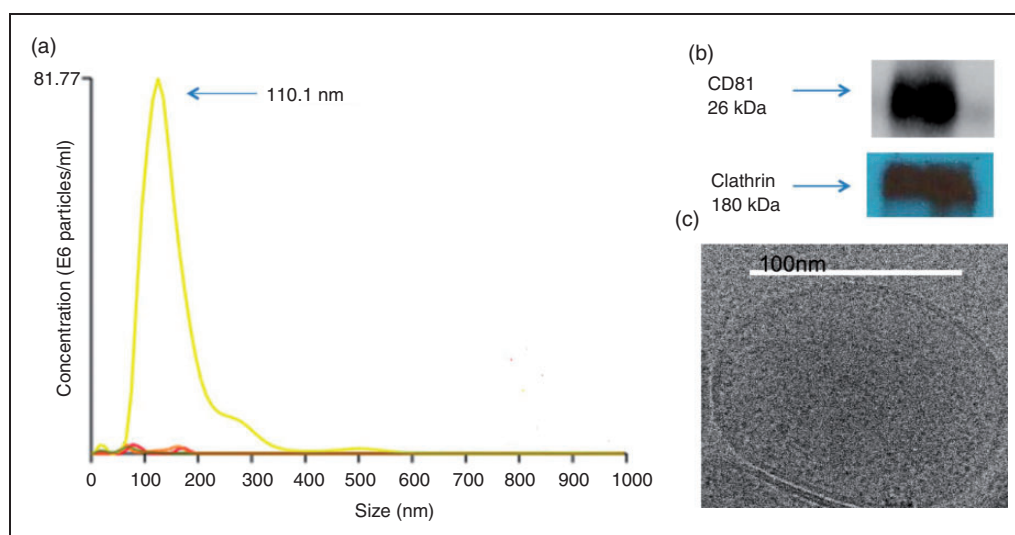 (a)
81.77
110.1 nm
Concentration (E6 particles/ml)
0 100 200 300 400 500 600 700 800 900 1000
Size (nm)
(b)
CD81
26 kDa
Clathrin
180 kDa
(c)
100nm